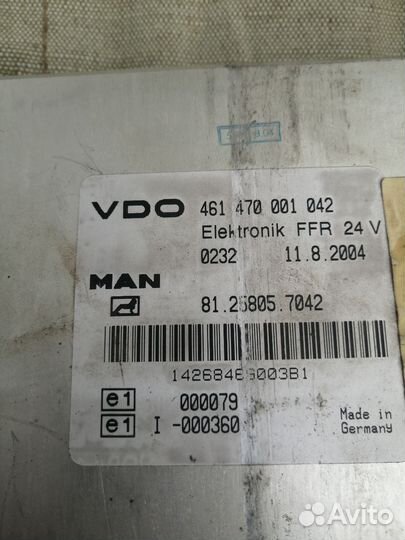 VDO 461 470 001 042
Elektronik FFR 24 V
0232 11.8.2004
MAN 81.25805.7042
e1 000079
e1 I -000360
Made in
Germany
Avito